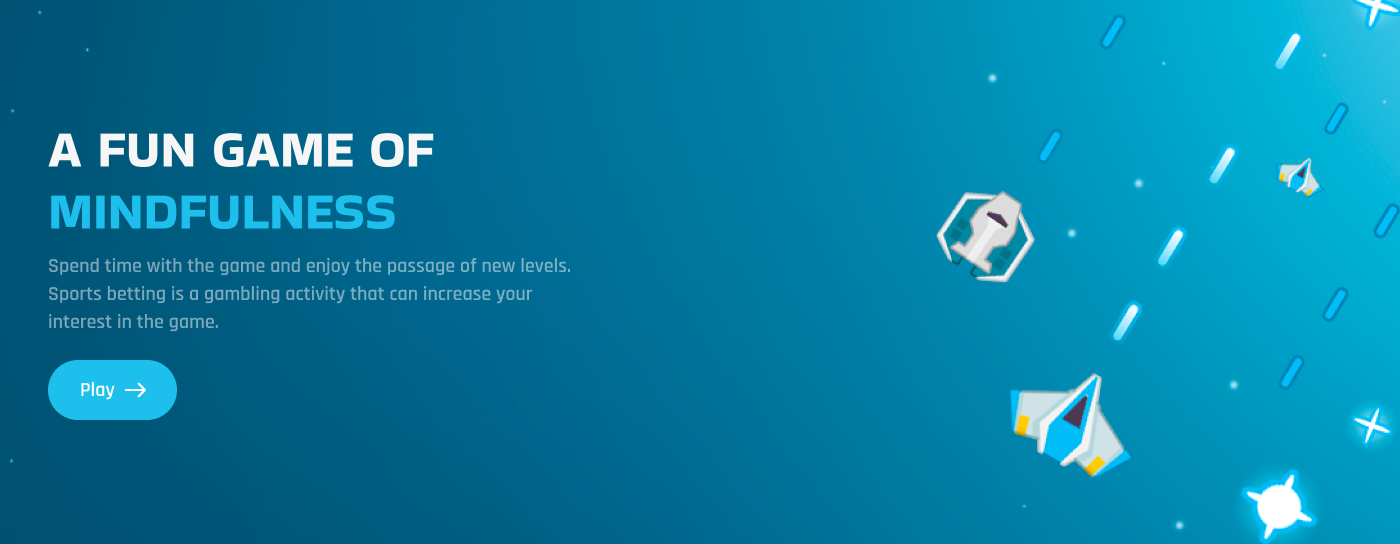 A FUN GAME OF
MINDFULNESS
Spend time with the game and enjoy the passage of new levels.
Sports betting is a gambling activity that can increase your
interest in the game.
Play